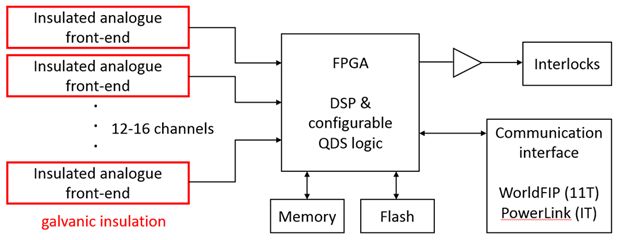 Insulated analogue
front-end
Insulated analogue
front-end
12-16 channels
Insulated analogue
front-end
galvanic insulation
FPGA
DSP &
configurable
QDS logic
Memory
Flash
Interlocks
Communication
interface
WorldFIP (11T)
PowerLink (IT)